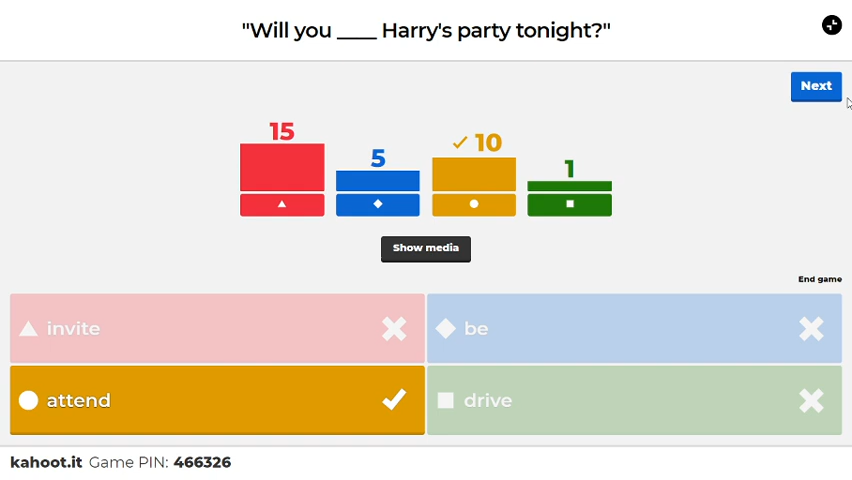 "Will you ____ Harry's party tonight?"
Next
15
5
10
1
Show media
End game
invite
be
attend
drive
kahoot.it Game PIN: 466326